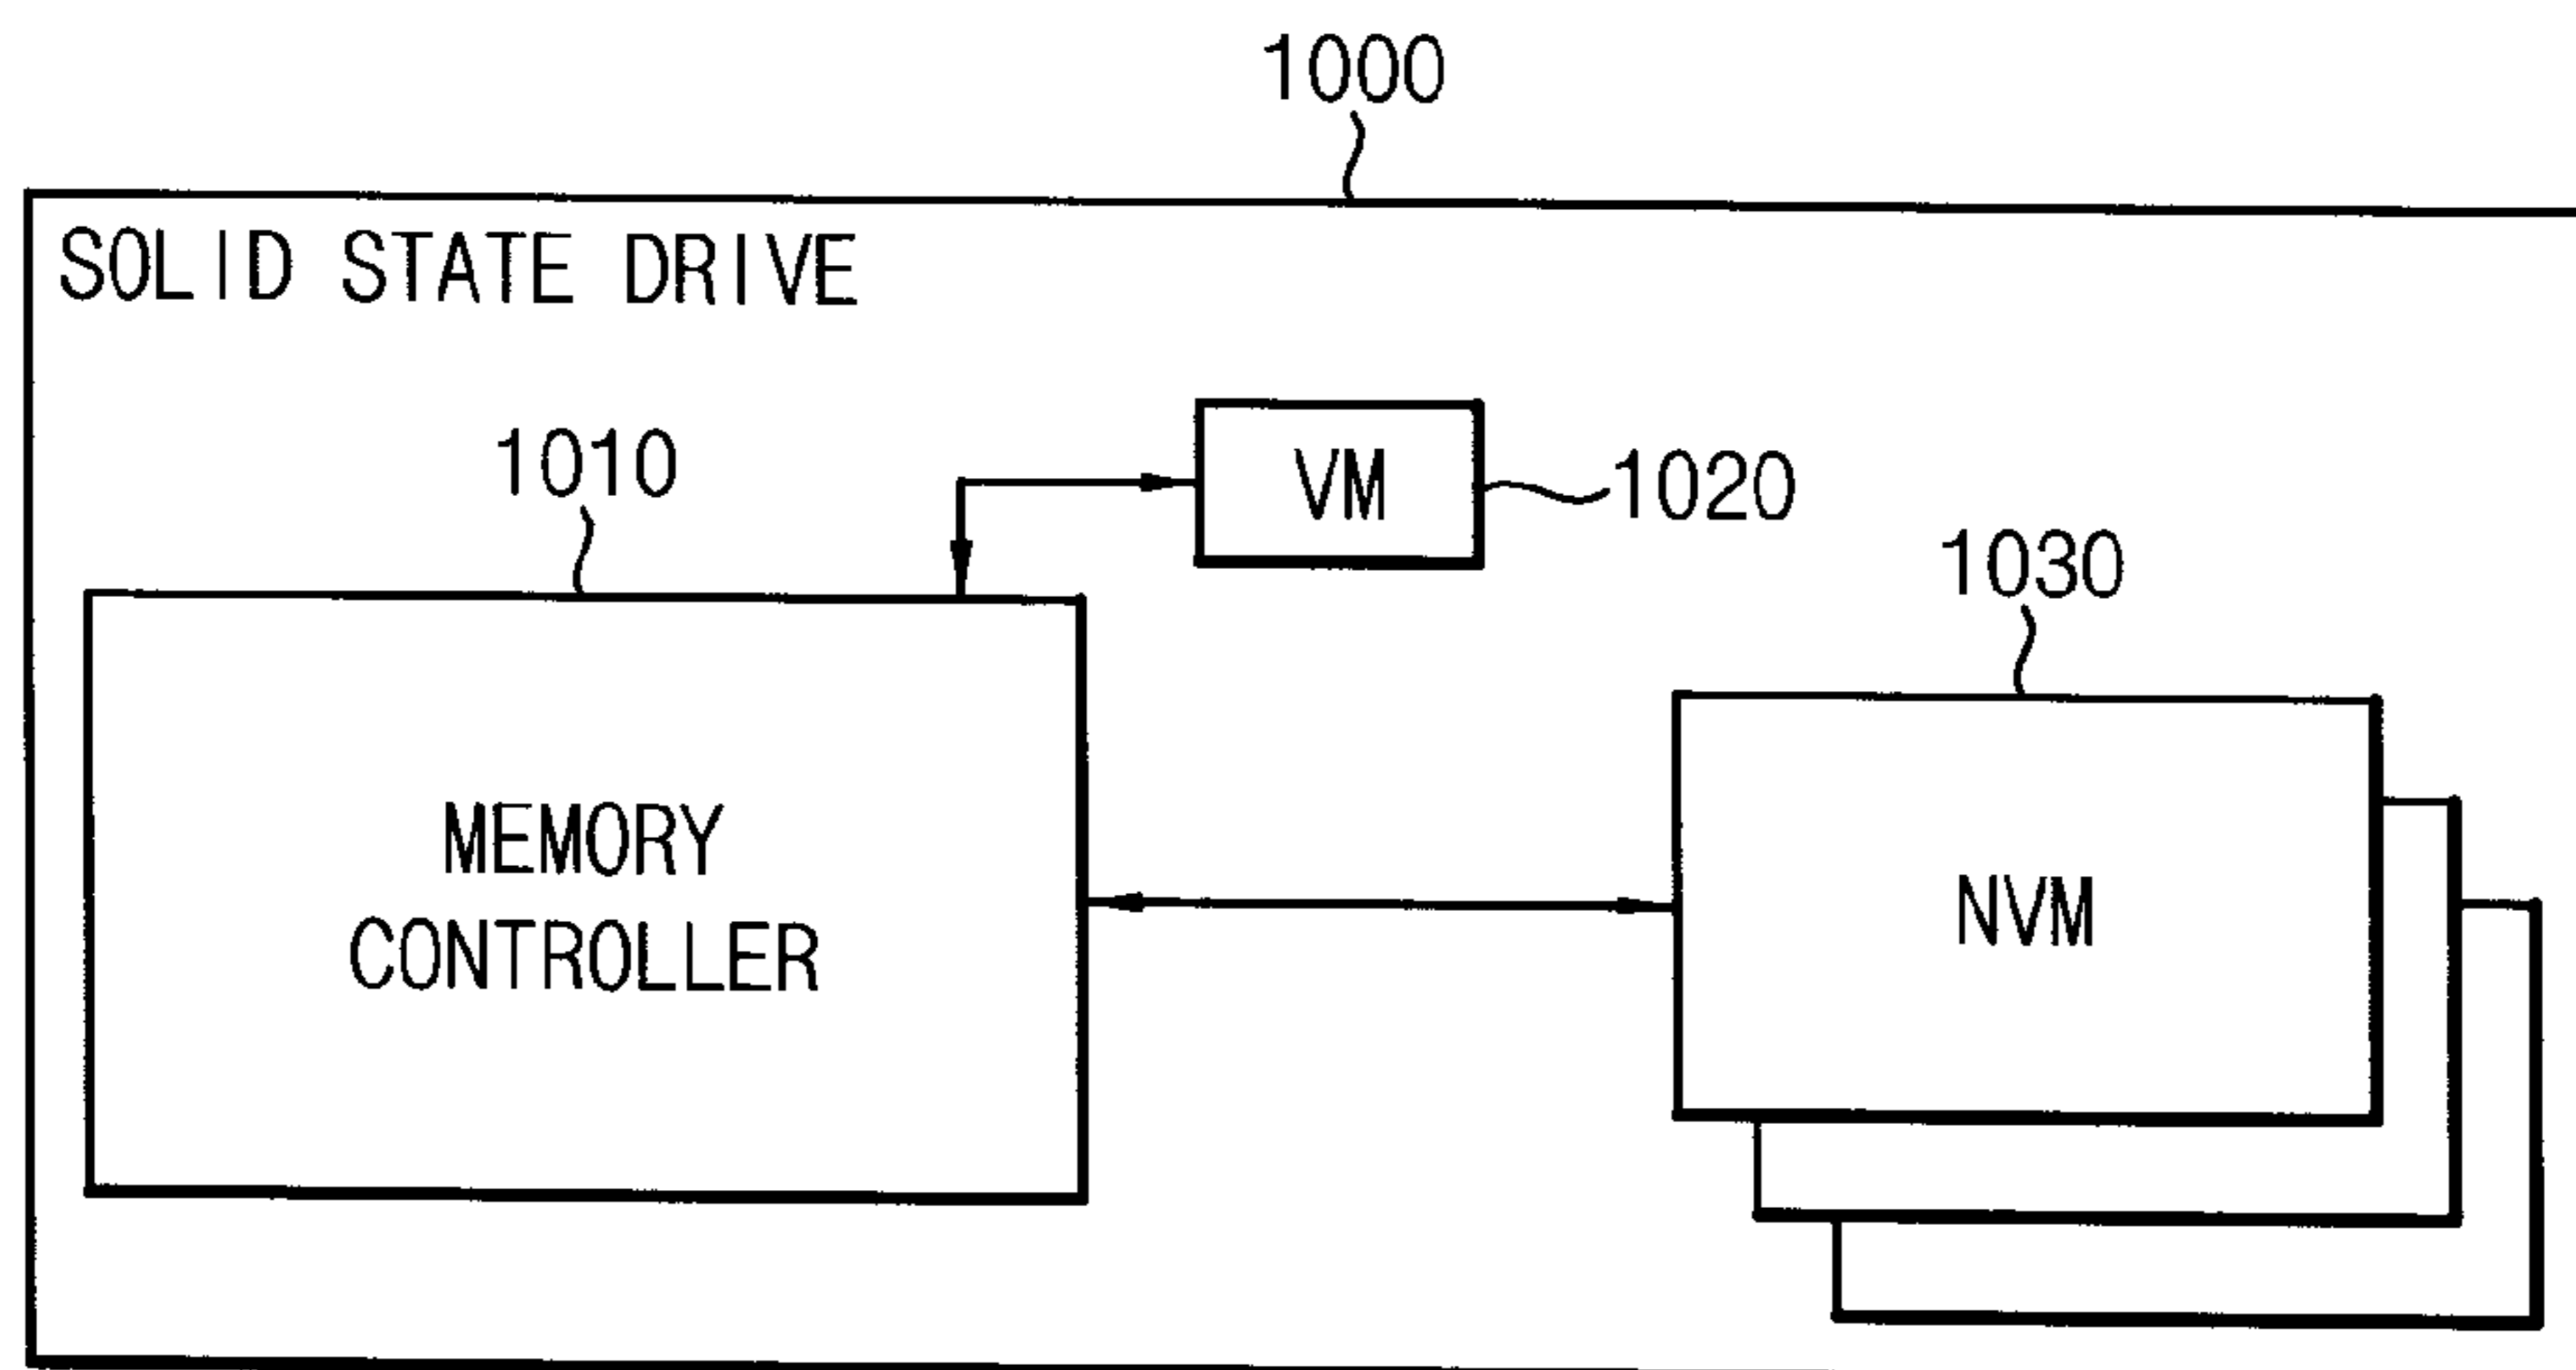 1000
SOLID STATE DRIVE
1010
VM
1020
1030
MEMORY
CONTROLLER
NVM